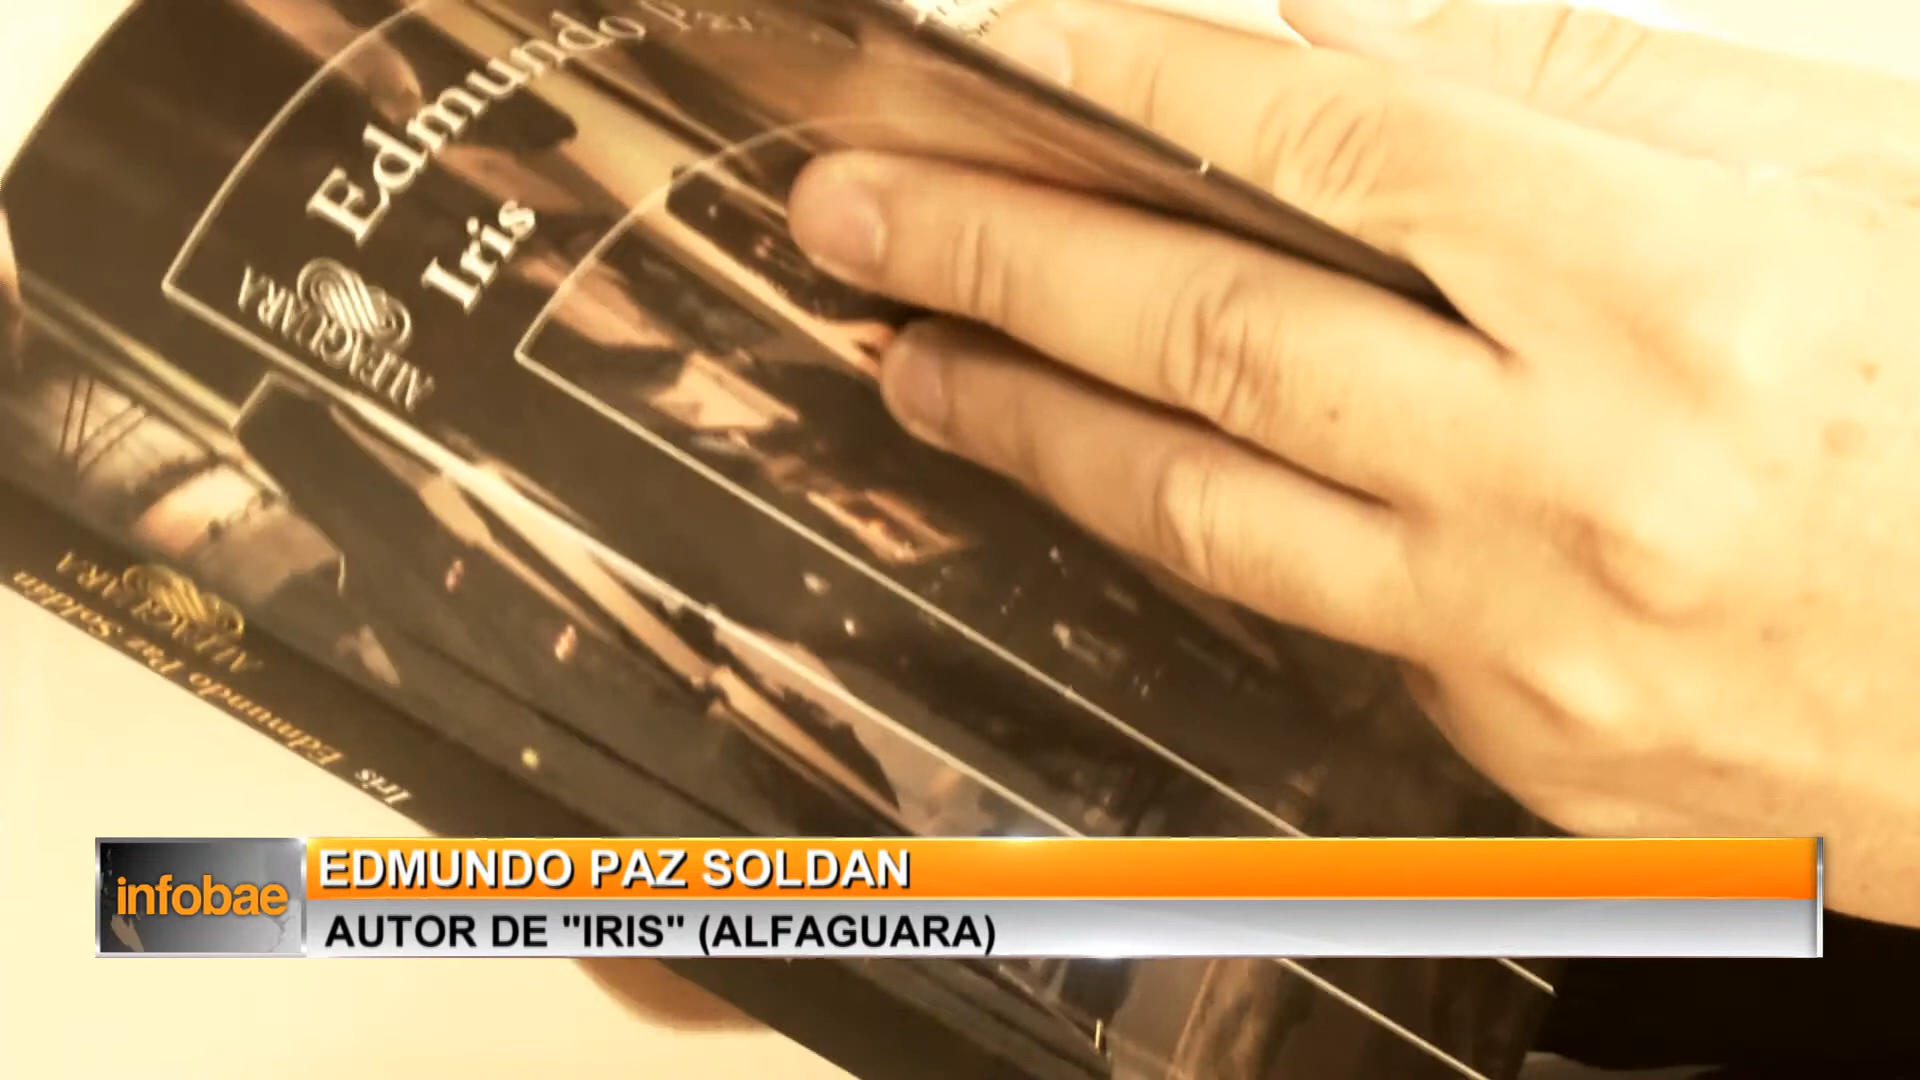 Edmundo
Iris
ALFAGUARA
ALFAGUARA
Iris Edmundo Paz Soldán
infobae
EDMUNDO PAZ SOLDAN
AUTOR DE "IRIS" (ALFAGUARA)